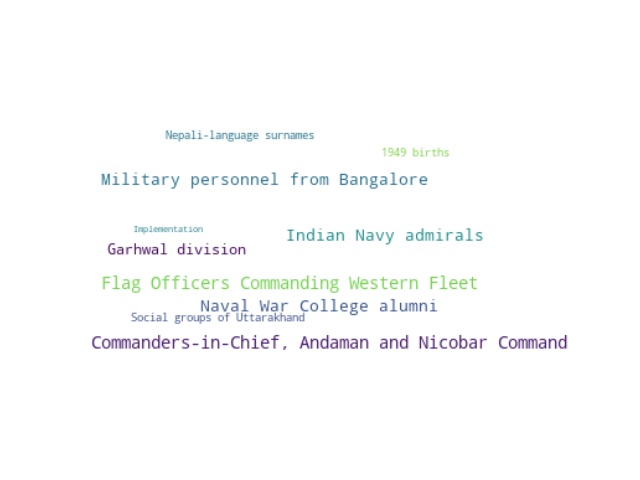 Nepali-language surnames
1949 births
Military personnel from Bangalore
Implementation
Indian Navy admirals
Garhwal division
Flag Officers Commanding Western Fleet
Naval War College alumni
Social groups of Uttarakhand
Commanders-in-Chief, Andaman and Nicobar Command